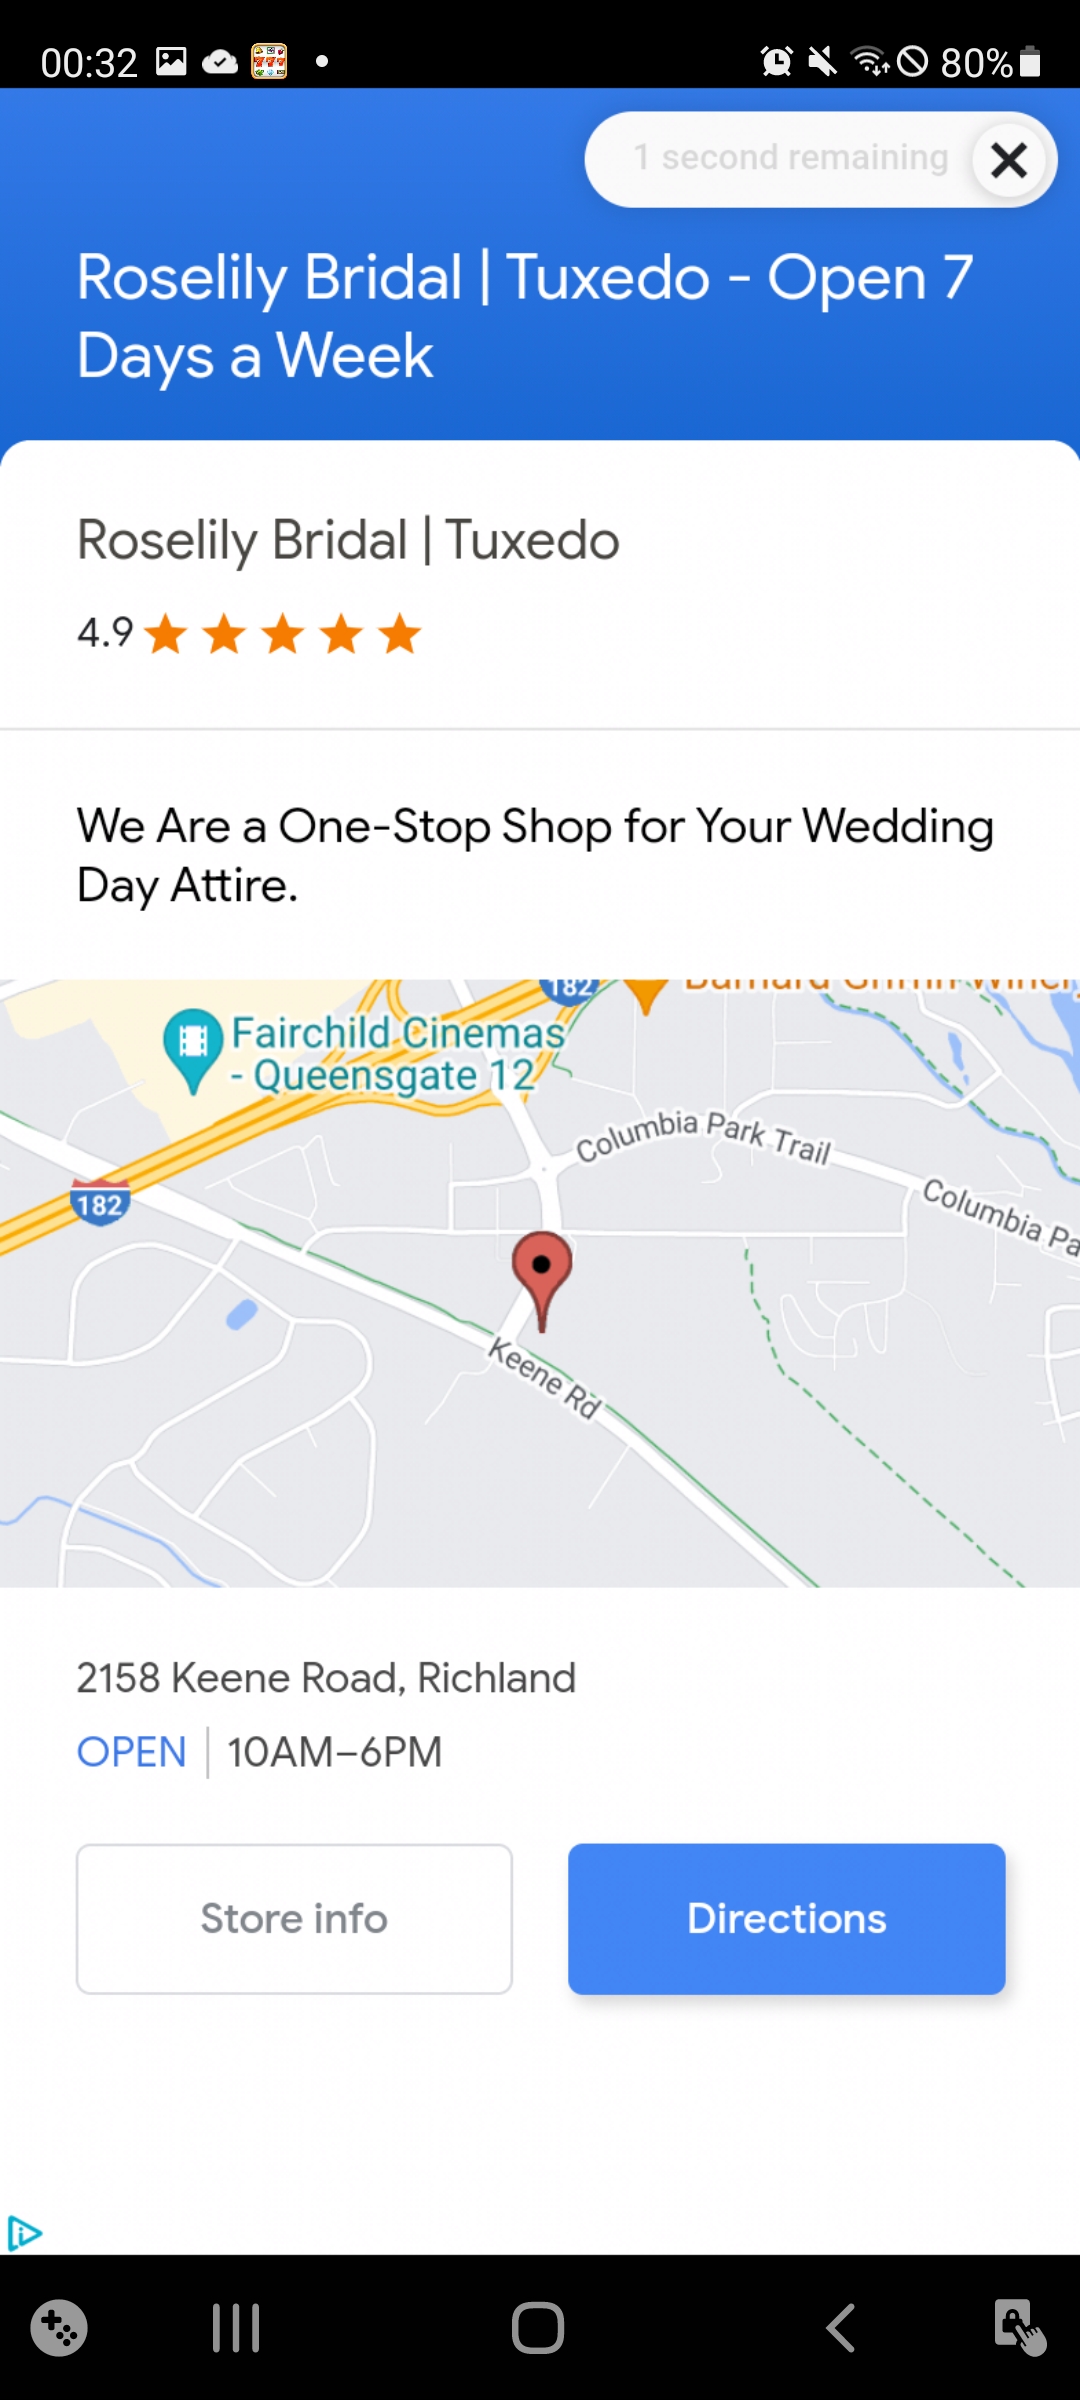 00:32
80%
1 second remaining
Roselily Bridal | Tuxedo - Open 7
Days a Week
Roselily Bridal | Tuxedo
4.9
We Are a One-Stop Shop for Your Wedding
Day Attire.
182
Fairchild Cinemas
- Queensgate 12
Columbia Park Trail
182
Columbia Pa
Keene Rd
2158 Keene Road, Richland
OPEN | 10AM–6PM
Store info
Directions